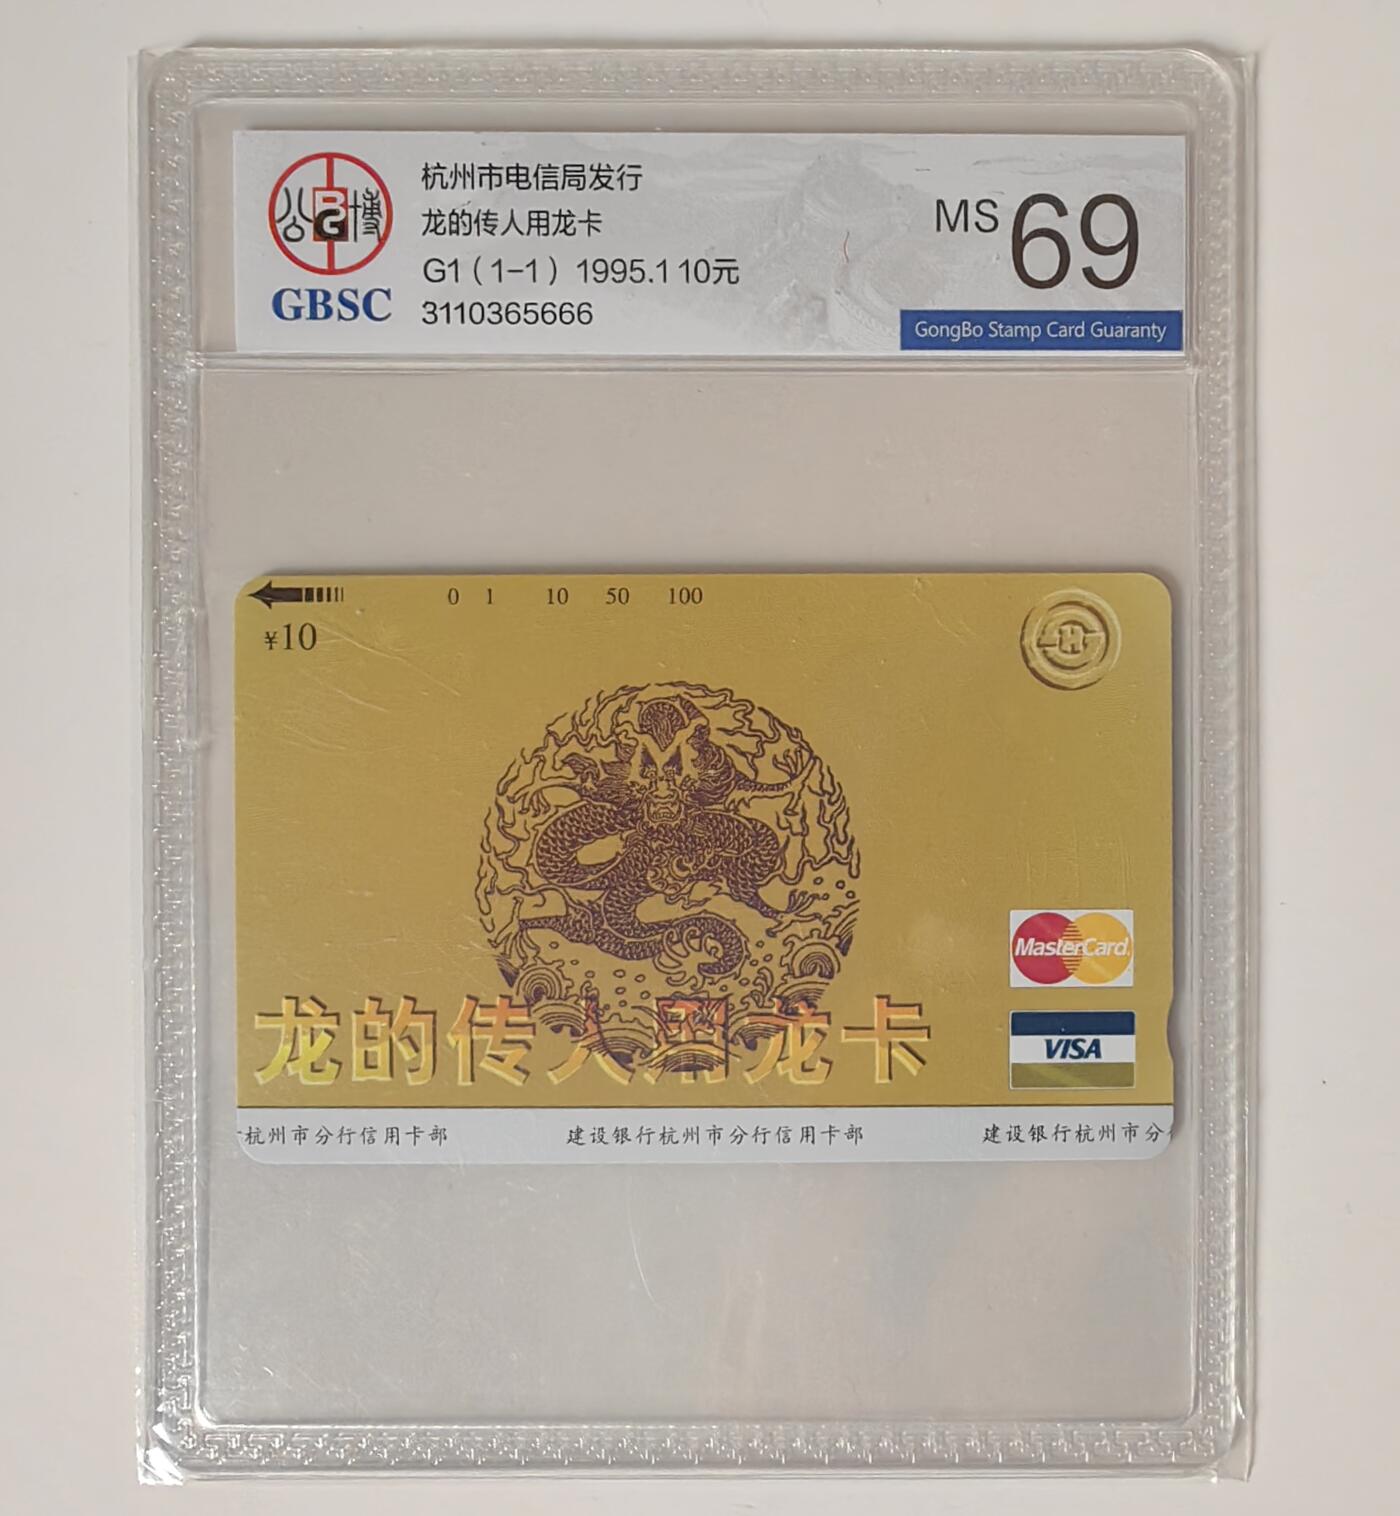 公博
BG
GBSC
杭州市电信局发行
龙的传人用龙卡
G1（1-1）1995.1 10元
3110365666
MS 69
GongBo Stamp Card Guaranty
0 1 10 50 100
¥10
MasterCard
龙的传人用龙卡
VISA
杭州市分行信用卡部 建设银行杭州市分行信用卡部 建设银行杭州市分